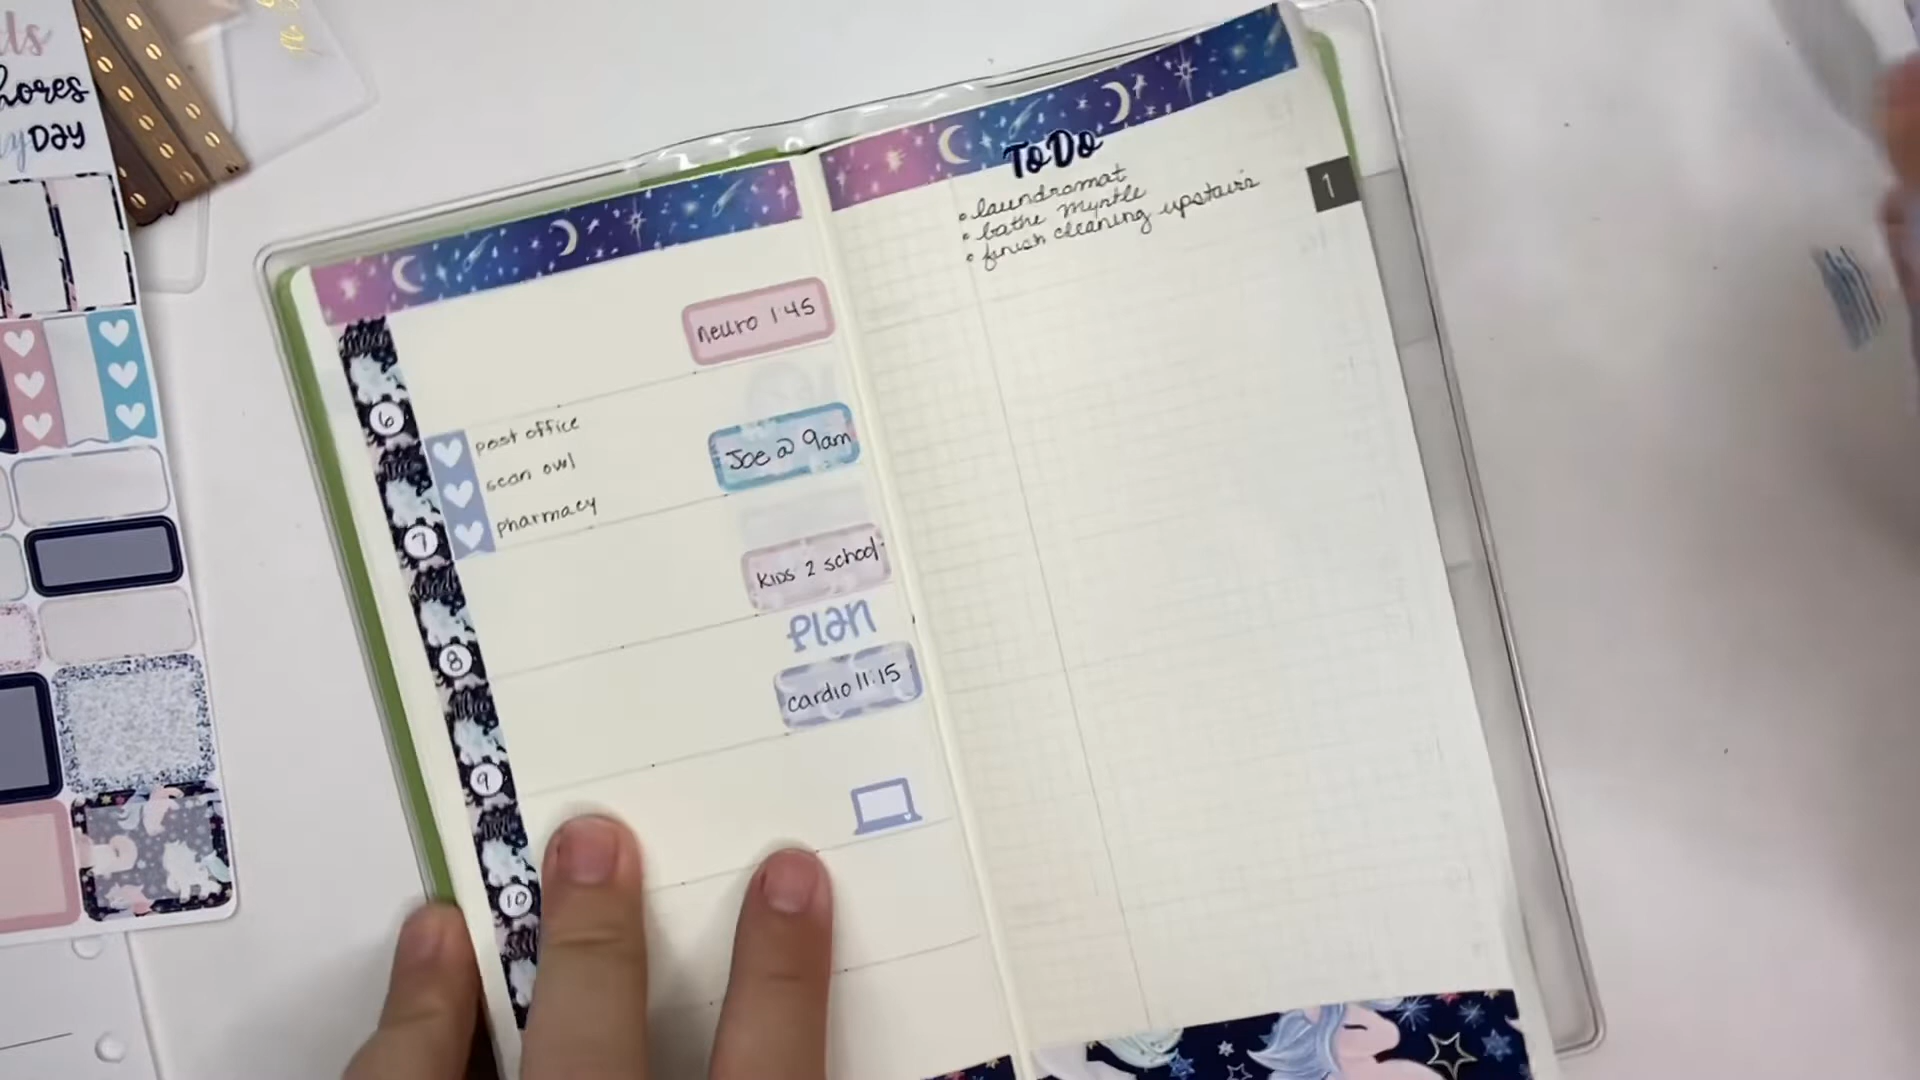 hores
DAY
neuro 1:45
6
post office
scan owl
pharmacy
Joe @ 9am
7
KIDS 2 school
8
Plan
cardio 11:15
9
10
ToDo
• laundromat
• bathe Myrtle
• finish cleaning upstairs
1